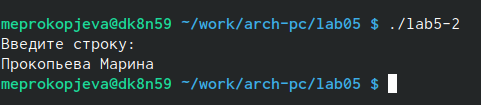 meprokopjeva@dk8n59 ~/work/arch-pc/lab05 $ ./lab5-2
Введите строку:
Прокопьева Марина
meprokopjeva@dk8n59 ~/work/arch-pc/lab05 $